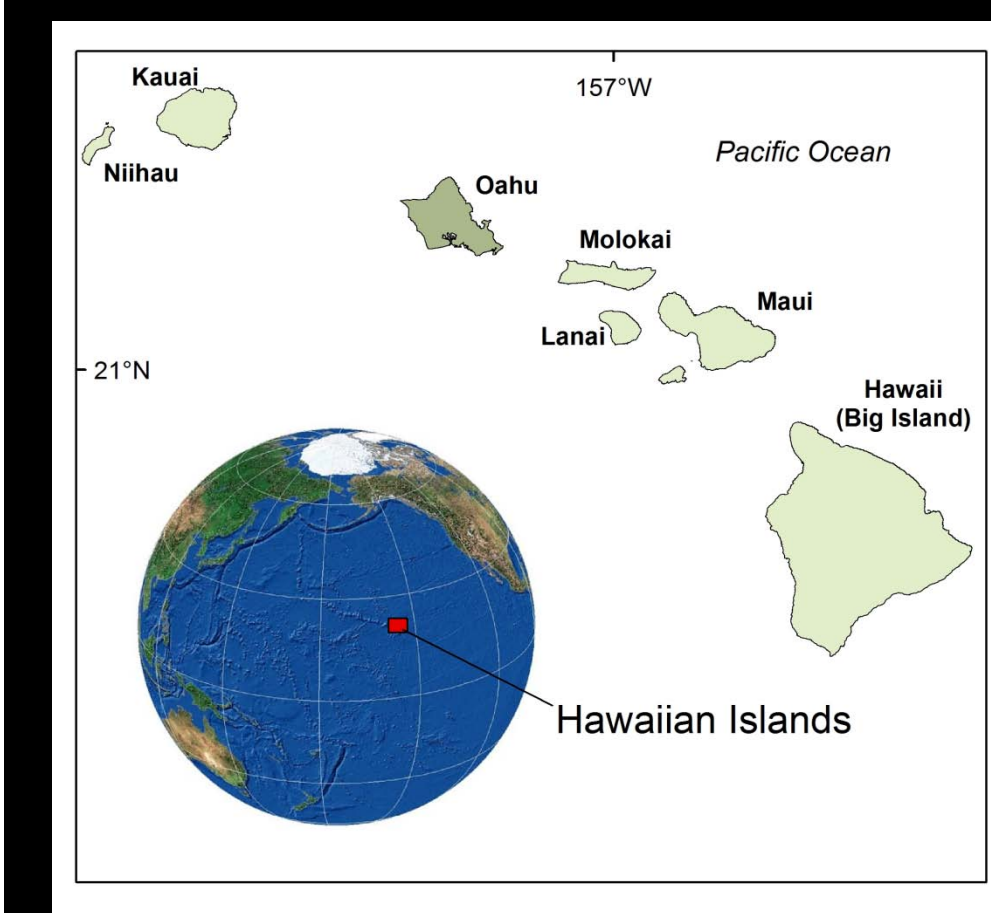 Kauai
157°W
Pacific Ocean
Niihau
Oahu
Molokai
Maui
Lanai
21°N
Hawaii
(Big Island)
Hawaiian Islands